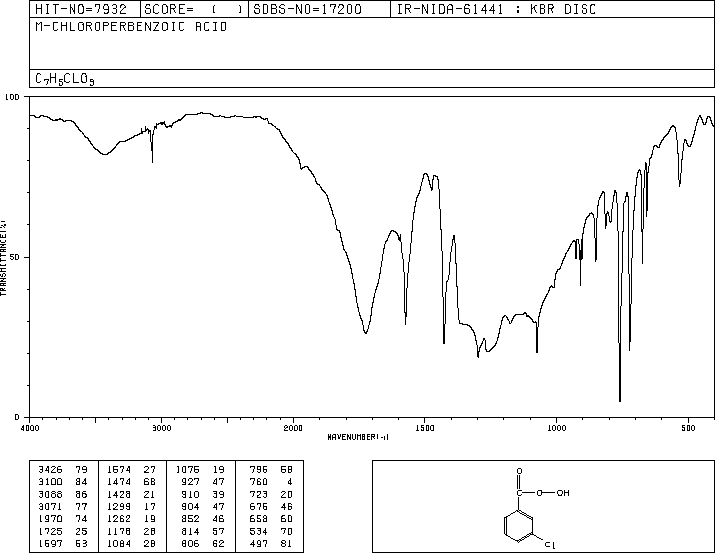 HIT-NO=7932 SCORE= ( ) SDBS-NO=17200 IR-NIDA-61441 : KBR DISC
M-CHLOROPERBENZOIC ACID
C7H5CLO3
100
50
0
TRANSMITTANCE(%)
4000 3000 2000 1500 1000 500
WAVENUMBER(-1)
3426 79 1574 27 1076 19 796 58
3100 84 1474 68 927 47 760 4
3088 86 1428 21 910 39 723 20
3071 77 1299 17 904 47 676 46
1970 74 1262 19 852 46 658 60
1725 25 1178 28 814 57 534 70
1597 53 1084 28 806 62 497 81
O
C O OH
Cl